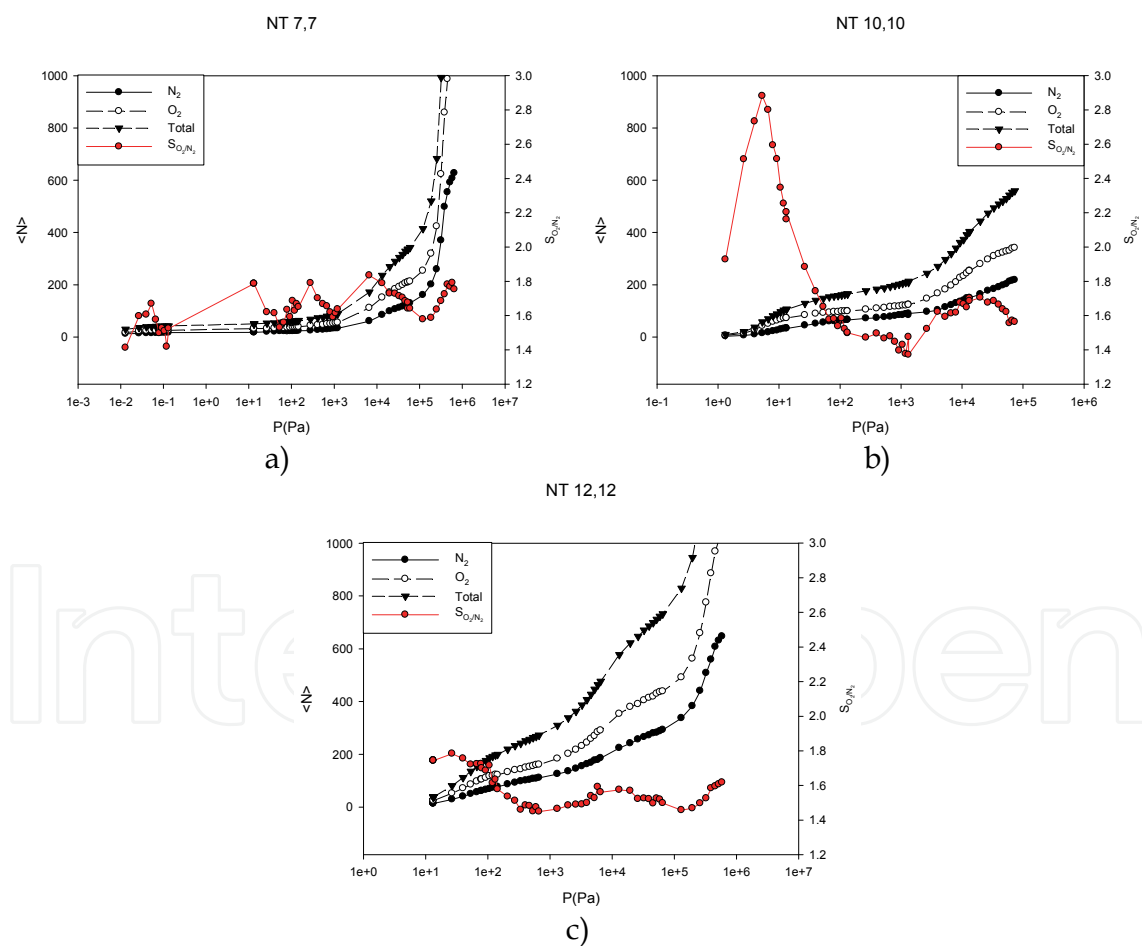 NT 7,7
N2
O2
Total
SO2/N2
<N>
1000
800
600
400
200
0
3.0
2.8
2.6
2.4
2.2
2.0
1.8
1.6
1.4
1.2
SO2/N2
1e-3 1e-2 1e-1 1e+0 1e+1 1e+2 1e+3 1e+4 1e+5 1e+6 1e+7
P(Pa)
a)
NT 10,10
N2
O2
Total
SO2/N2
<N>
1000
800
600
400
200
0
3.0
2.8
2.6
2.4
2.2
2.0
1.8
1.6
1.4
1.2
SO2/N2
1e-1 1e+0 1e+1 1e+2 1e+3 1e+4 1e+5 1e+6
P(Pa)
b)
NT 12,12
N2
O2
Total
SO2/N2
<N>
1000
800
600
400
200
0
3.0
2.8
2.6
2.4
2.2
2.0
1.8
1.6
1.4
1.2
SO2/N2
1e+0 1e+1 1e+2 1e+3 1e+4 1e+5 1e+6 1e+7
P(Pa)
c)